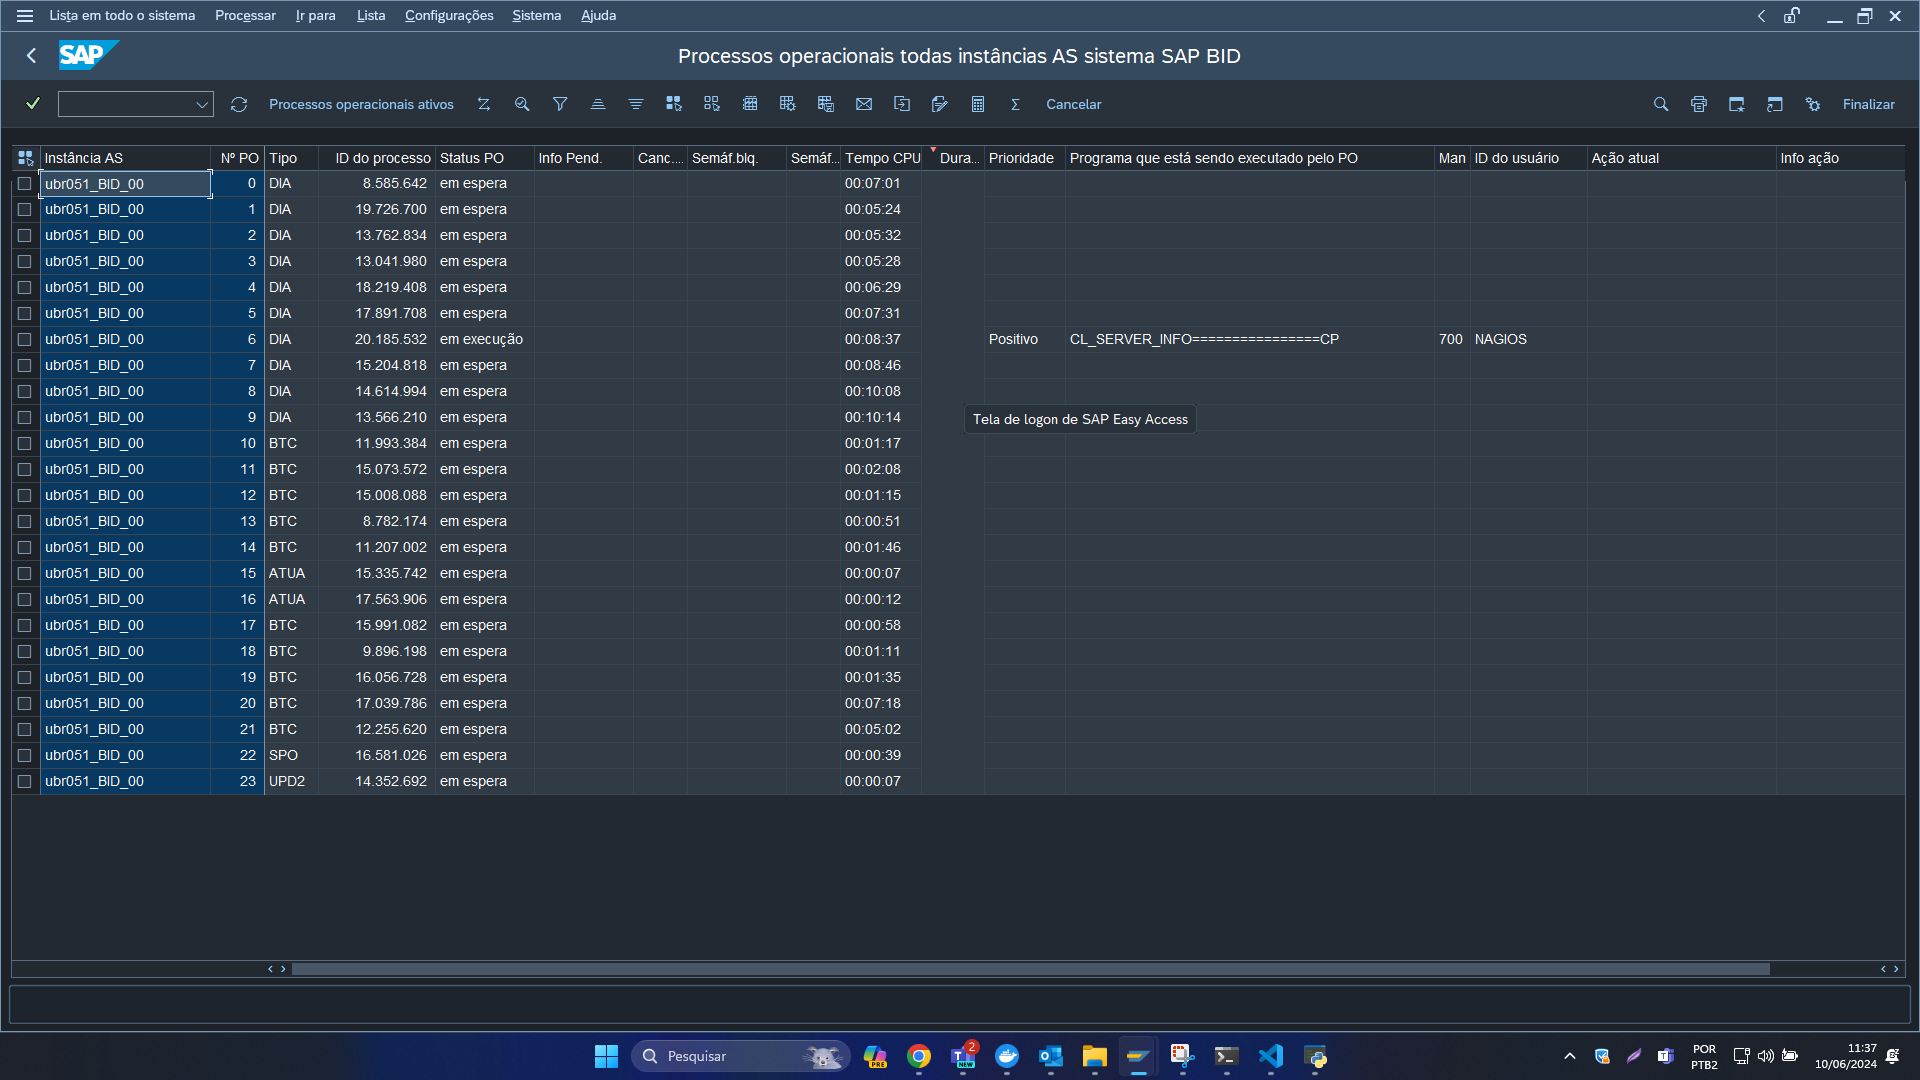 Lista em todo o sistema Processar Ir para Lista Configurações Sistema Ajuda
SAP Processos operacionais todas instâncias AS sistema SAP BID
Processos operacionais ativos Σ Cancelar Finalizar
Instância AS Nº PO Tipo ID do processo Status PO Info Pend. Canc.... Semáf.blq. Semáf... Tempo CPU Dura... Prioridade Programa que está sendo executado pelo PO Man ID do usuário Ação atual Info ação
ubr051_BID_00 0 DIA 8.585.642 em espera 00:07:01
ubr051_BID_00 1 DIA 19.726.700 em espera 00:05:24
ubr051_BID_00 2 DIA 13.762.834 em espera 00:05:32
ubr051_BID_00 3 DIA 13.041.980 em espera 00:05:28
ubr051_BID_00 4 DIA 18.219.408 em espera 00:06:29
ubr051_BID_00 5 DIA 17.891.708 em espera 00:07:31
ubr051_BID_00 6 DIA 20.185.532 em execução 00:08:37 Positivo CL_SERVER_INFO================CP 700 NAGIOS
ubr051_BID_00 7 DIA 15.204.818 em espera 00:08:46
ubr051_BID_00 8 DIA 14.614.994 em espera 00:10:08
ubr051_BID_00 9 DIA 13.566.210 em espera 00:10:14
Tela de logon de SAP Easy Access
ubr051_BID_00 10 BTC 11.993.384 em espera 00:01:17
ubr051_BID_00 11 BTC 15.073.572 em espera 00:02:08
ubr051_BID_00 12 BTC 15.008.088 em espera 00:01:15
ubr051_BID_00 13 BTC 8.782.174 em espera 00:00:51
ubr051_BID_00 14 BTC 11.207.002 em espera 00:01:46
ubr051_BID_00 15 ATUA 15.335.742 em espera 00:00:07
ubr051_BID_00 16 ATUA 17.563.906 em espera 00:00:12
ubr051_BID_00 17 BTC 15.991.082 em espera 00:00:58
ubr051_BID_00 18 BTC 9.896.198 em espera 00:01:11
ubr051_BID_00 19 BTC 16.056.728 em espera 00:01:35
ubr051_BID_00 20 BTC 17.039.786 em espera 00:07:18
ubr051_BID_00 21 BTC 12.255.620 em espera 00:05:02
ubr051_BID_00 22 SPO 16.581.026 em espera 00:00:39
ubr051_BID_00 23 UPD2 14.352.692 em espera 00:00:07
Pesquisar PRE 2 NEW POR 11:37
PTB2 10/06/2024